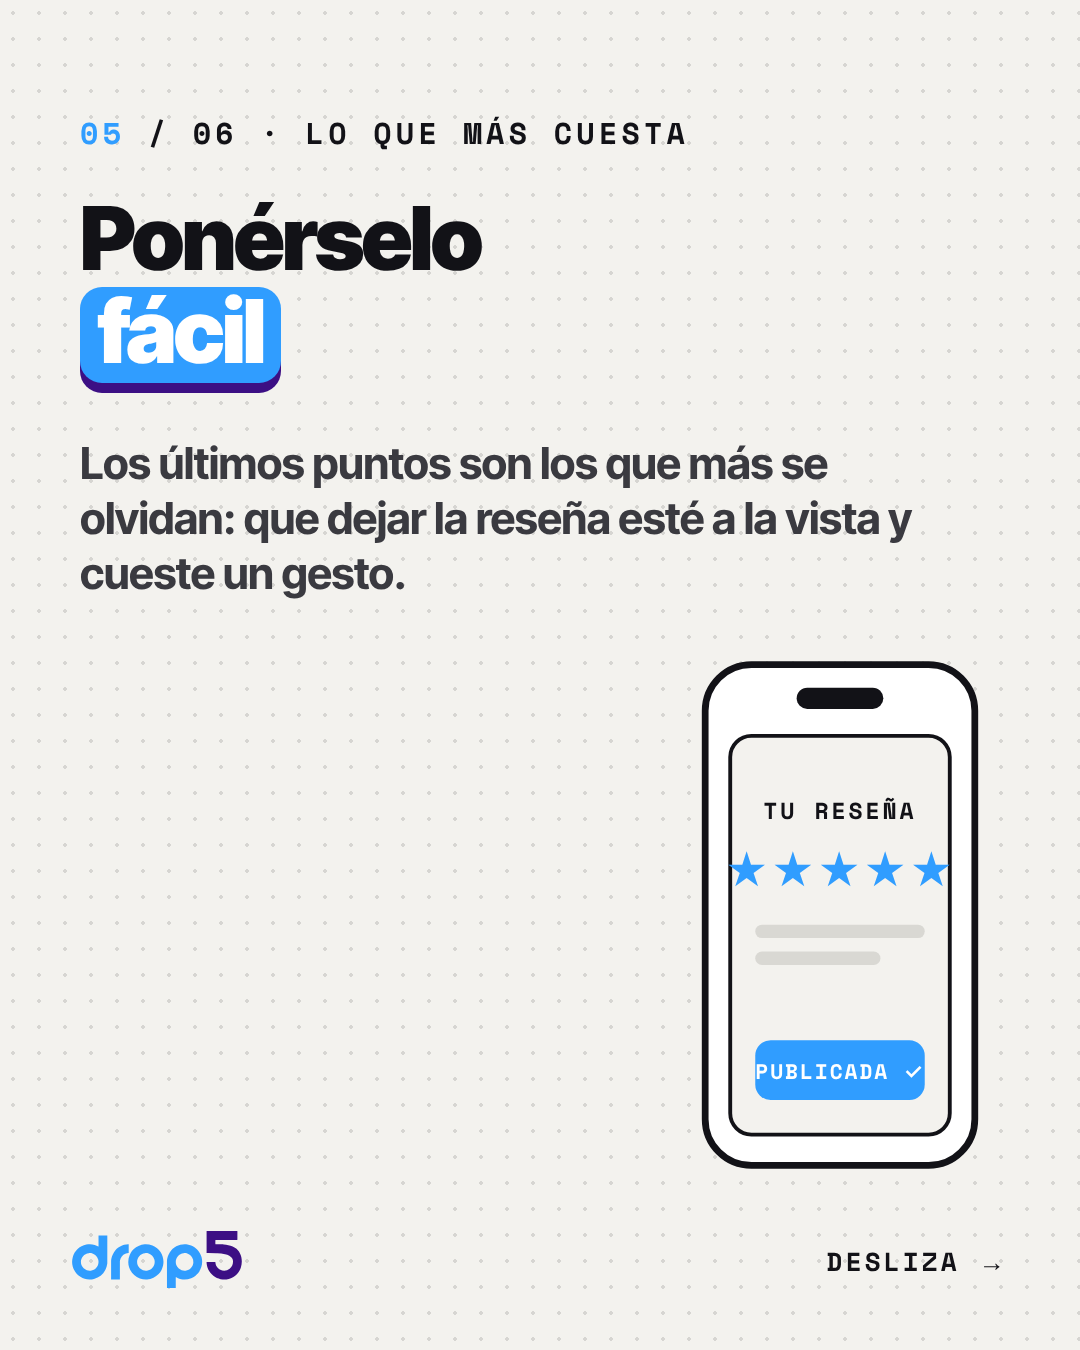 05 / 06 · LO QUE MÁS CUESTA
Ponérselo
fácil
Los últimos puntos son los que más se
olvidan: que dejar la reseña esté a la vista y
cueste un gesto.
TU RESEÑA
★★★★★
PUBLICADA ✓
drop5
DESLIZA →